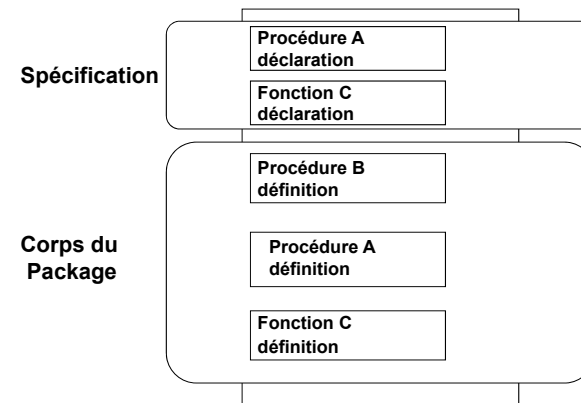 Procédure A
déclaration
Spécification
Fonction C
déclaration
Procédure B
définition
Corps du
Package
Procédure A
définition
Fonction C
définition